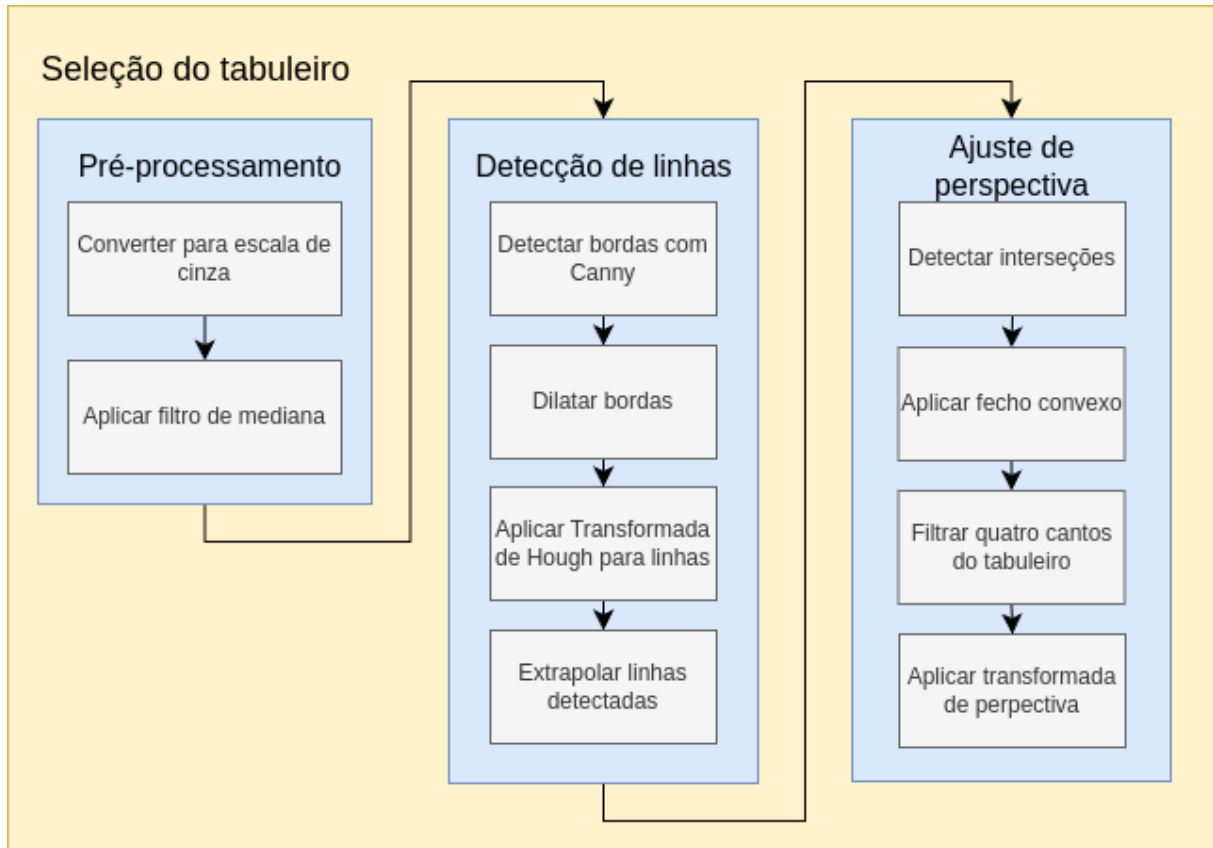 Seleção do tabuleiro
Pré-processamento
Converter para escala de
cinza
Aplicar filtro de mediana
Detecção de linhas
Detectar bordas com
Canny
Dilatar bordas
Aplicar Transformada
de Hough para linhas
Extrapolar linhas
detectadas
Ajuste de
perspectiva
Detectar interseções
Aplicar fecho convexo
Filtrar quatro cantos
do tabuleiro
Aplicar transformada
de perpectiva